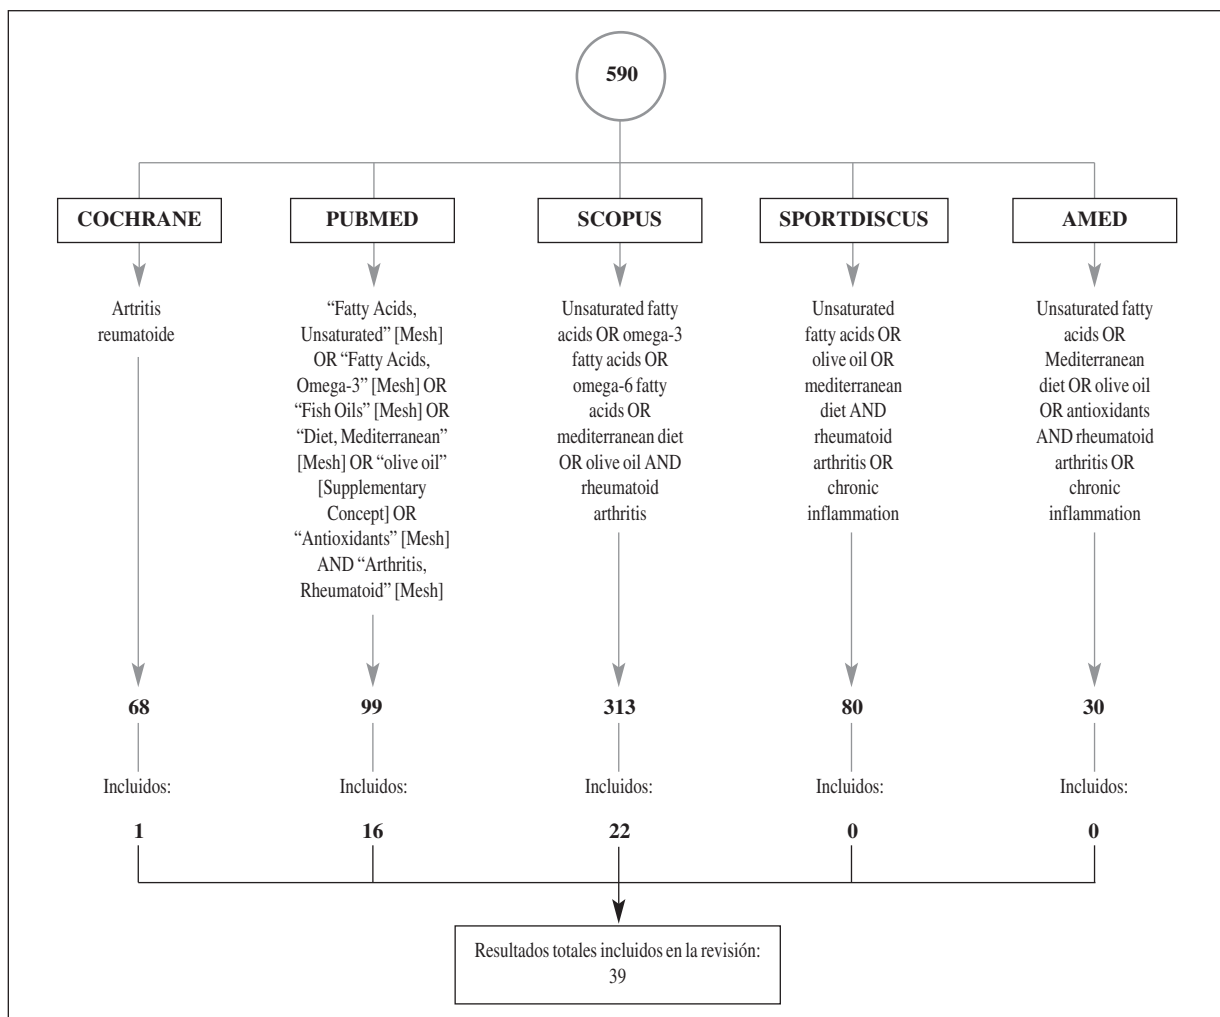 590
COCHRANE
PUBMED
SCOPUS
SPORTDISCUS
AMED
Artritis
reumatoide
“Fatty Acids,
Unsaturated” [Mesh]
OR “Fatty Acids,
Omega-3” [Mesh] OR
“Fish Oils” [Mesh] OR
“Diet, Mediterranean”
[Mesh] OR “olive oil”
[Supplementary
Concept] OR
“Antioxidants” [Mesh]
AND “Arthritis,
Rheumatoid” [Mesh]
Unsaturated fatty
acids OR omega-3
fatty acids OR
omega-6 fatty
acids OR
mediterranean diet
OR olive oil AND
rheumatoid
arthritis
Unsaturated
fatty acids OR
olive oil OR
mediterranean
diet AND
rheumatoid
arthritis OR
chronic
inflammation
Unsaturated fatty
acids OR
Mediterranean
diet OR olive oil
OR antioxidants
AND rheumatoid
arthritis OR
chronic
inflammation
68
99
313
80
30
Incluidos:
Incluidos:
Incluidos:
Incluidos:
Incluidos:
1
16
22
0
0
Resultados totales incluidos en la revisión:
39